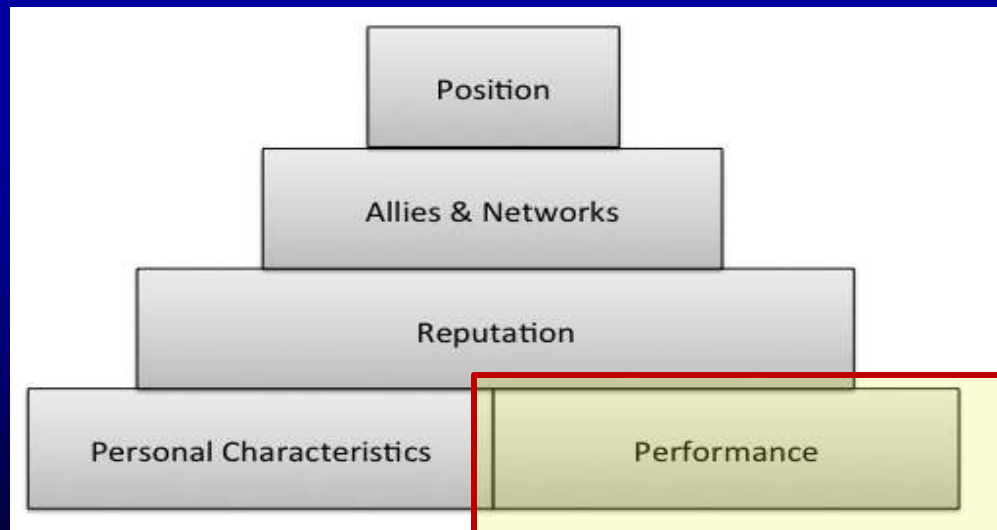 Position
Allies & Networks
Reputation
Personal Characteristics
Performance